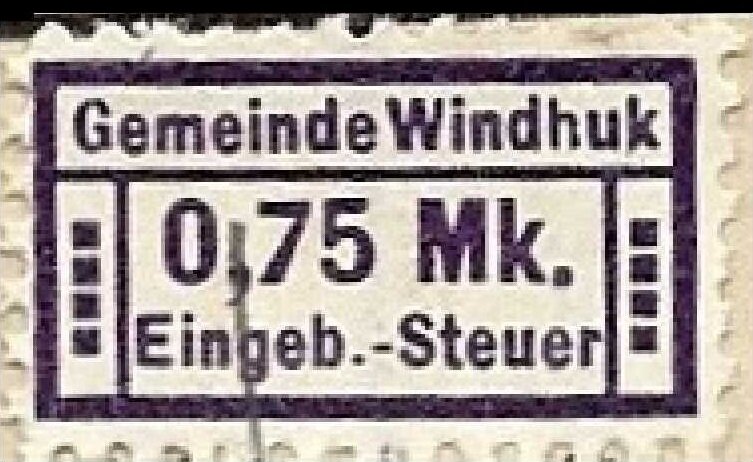 Gemeinde Windhuk
0,75 Mk.
Eingeb.-Steuer